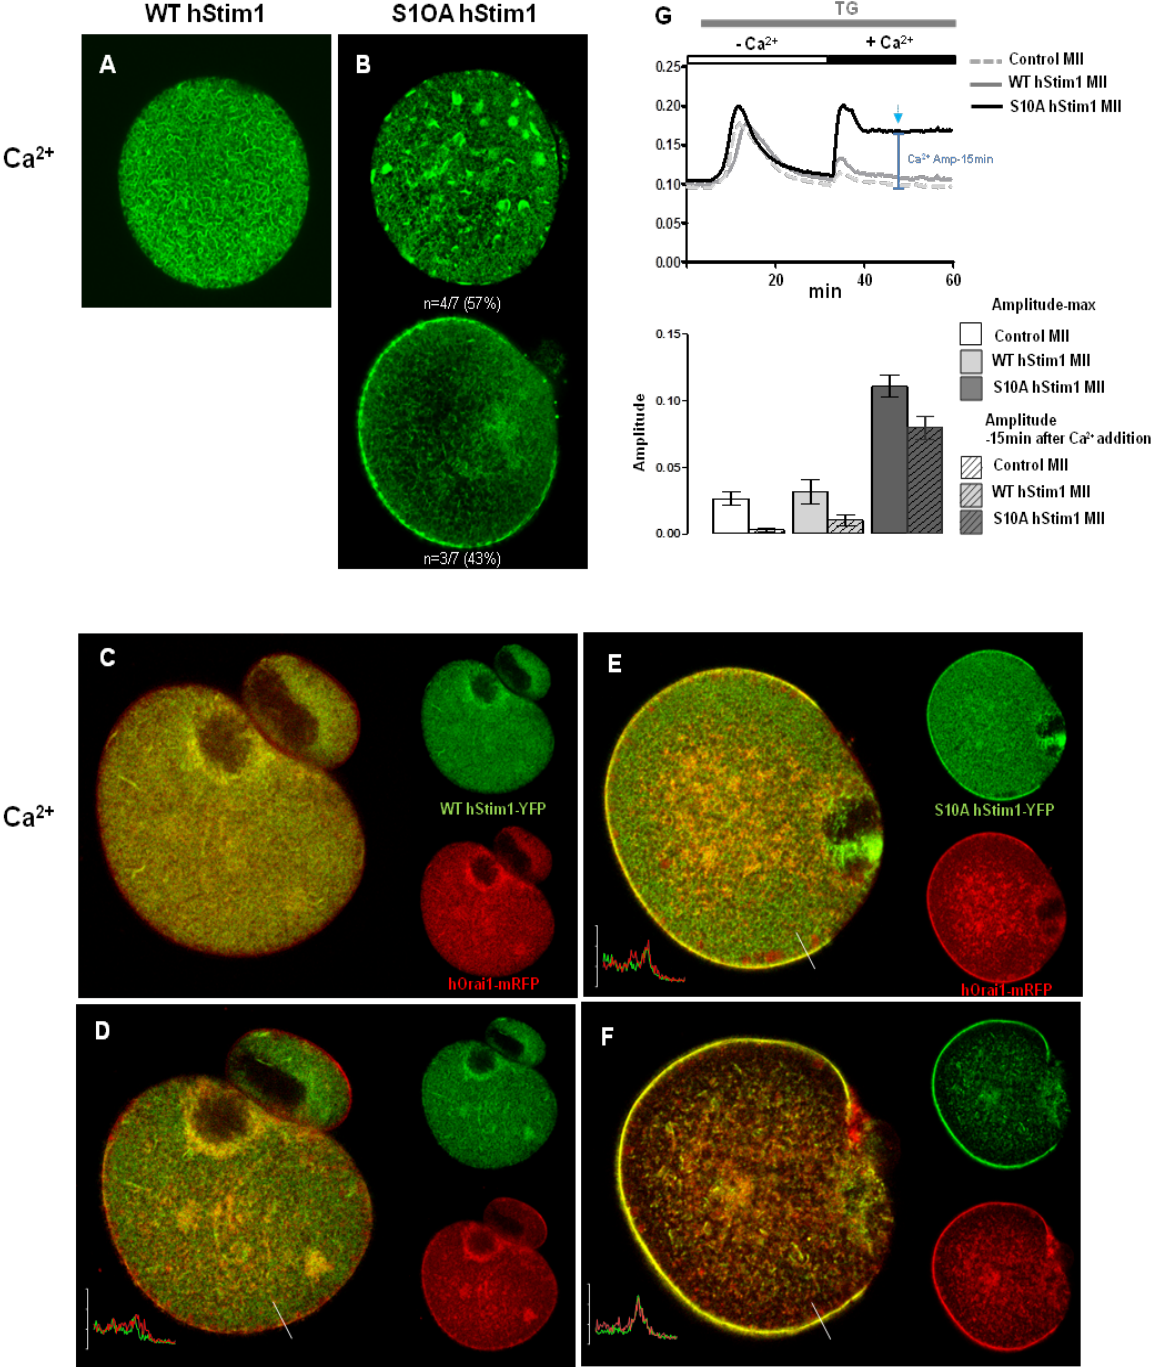 WT hStim1
S10A hStim1
G
TG
A
B
- Ca²⁺
+ Ca²⁺
Control MII
WT hStim1 MII
S10A hStim1 MII
0.25
0.20
0.15
0.10
0.05
0.00
Ca²⁺ Amp-15min
20
40
60
min
Ca²⁺
n=4/7 (57%)
n=3/7 (43%)
Amplitude-max
Control MII
WT hStim1 MII
S10A hStim1 MII
Amplitude
-15min after Ca²⁺ addition
Control MII
WT hStim1 MII
S10A hStim1 MII
0.15
0.10
0.05
0.00
Amplitude
C
WT hStim1-YFP
hOrai1-mRFP
E
S10A hStim1-YFP
hOrai1-mRFP
Ca²⁺
D
F